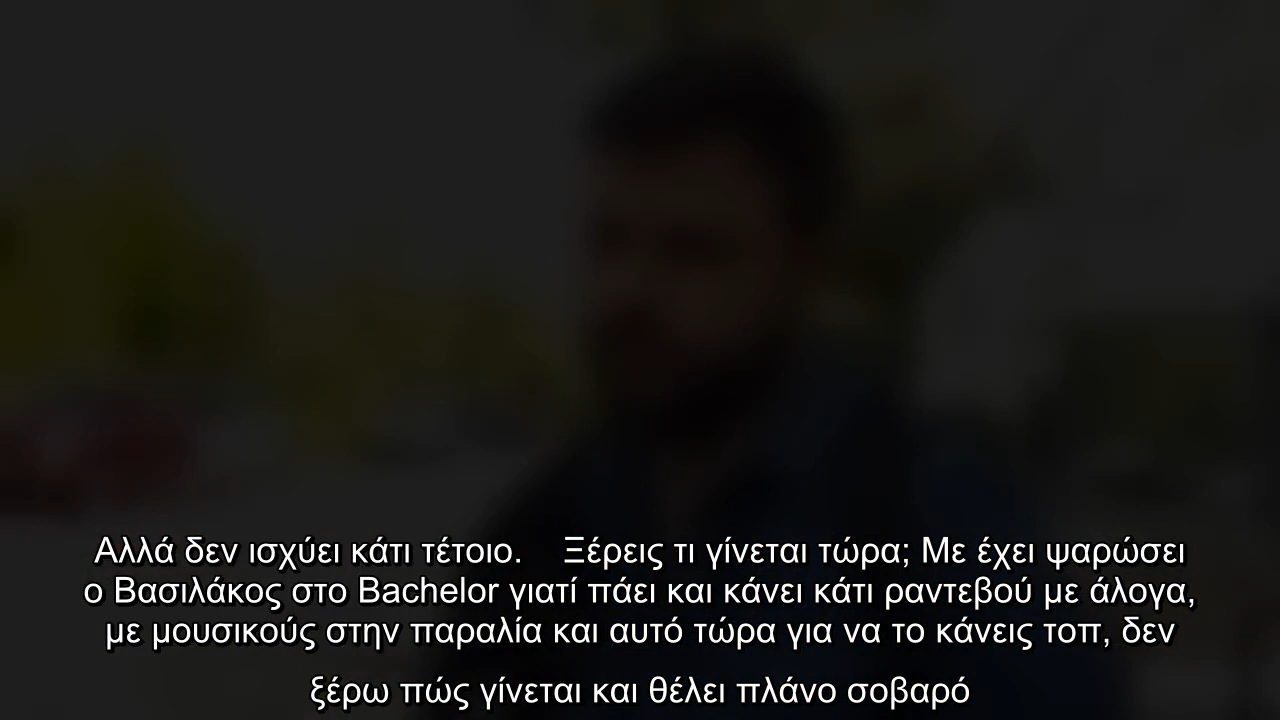 Αλλά δεν ισχύει κάτι τέτοιο. Ξέρεις τι γίνεται τώρα; Με έχει ψαρώσει
ο Βασιλάκος στο Bachelor γιατί πάει και κάνει κάτι ραντεβού με άλογα,
με μουσικούς στην παραλία και αυτό τώρα για να το κάνεις τοπ, δεν
ξέρω πώς γίνεται και θέλει πλάνο σοβαρό